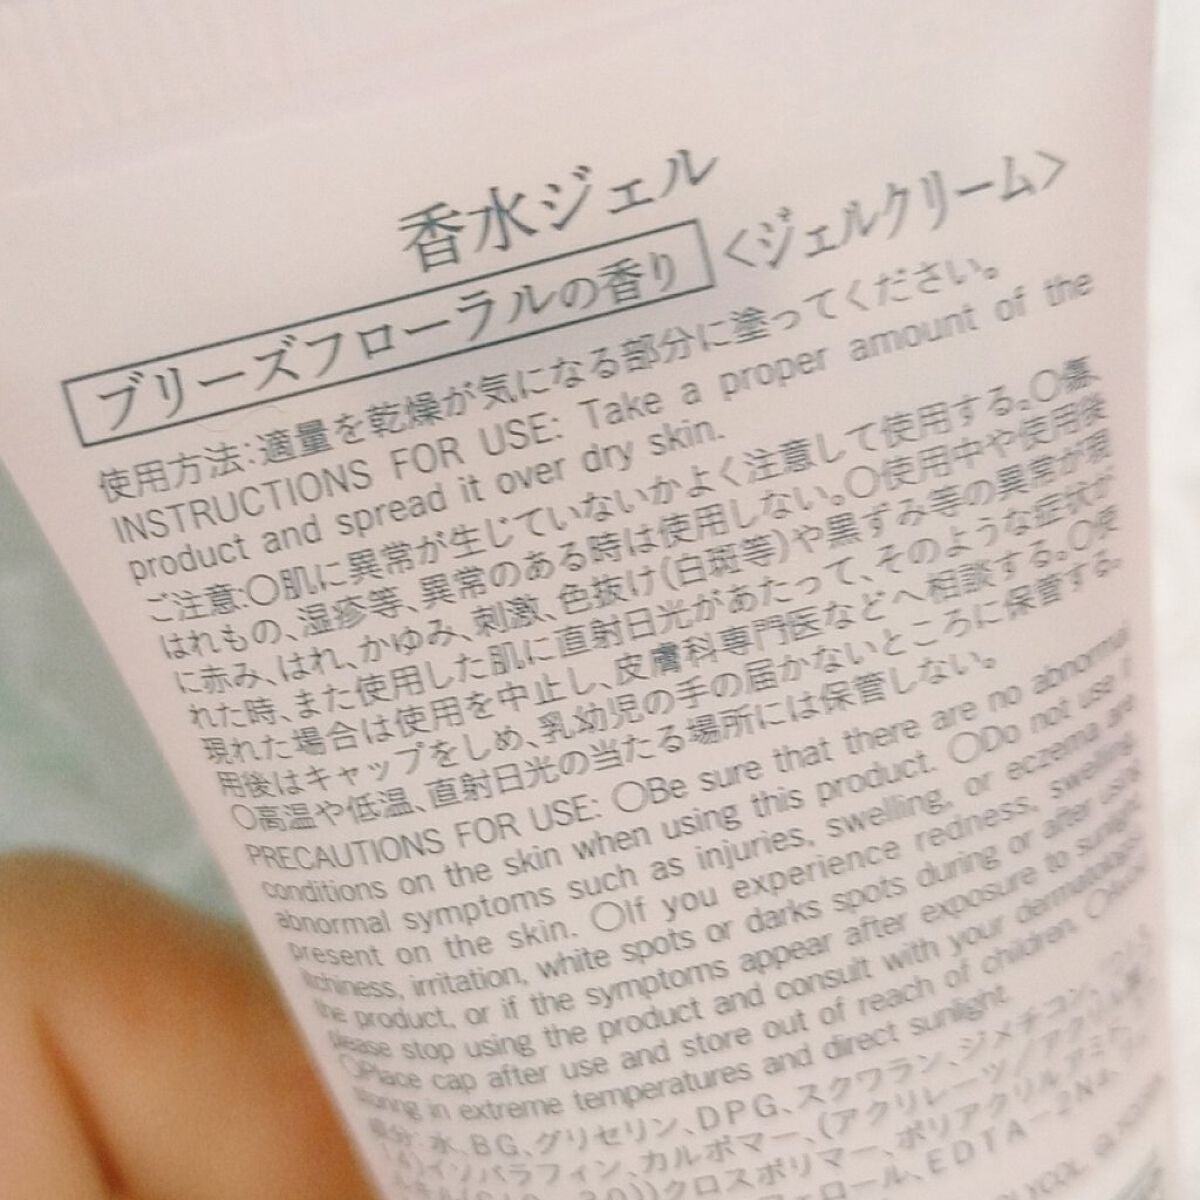 香水ジェル
ブリーズフローラルの香り <ジェルクリーム>
使用方法:適量を乾燥が気になる部分に塗ってください。
INSTRUCTIONS FOR USE: Take a proper amount of the
product and spread it over dry skin.
ご注意:○肌に異常が生じていないかよく注意して使用する。○傷、
はれもの、湿疹等、異常のある時は使用しない。○使用中や使用後
に赤み、はれ、かゆみ、刺激、色抜け(白斑等)や黒ずみ等の異常が現
れた時、また使用した肌に直射日光があたって、そのような症状が
現れた場合は使用を中止し、皮膚科専門医などへ相談する。○使
用後はキャップをしめ、乳幼児の手の届かないところに保管する。
○高温や低温、直射日光の当たる場所には保管しない。
PRECAUTIONS FOR USE: ○Be sure that there are no abnormal
conditions on the skin when using this product. ○Do not use if
abnormal symptoms such as injuries, swelling, or eczema are
present on the skin. ○If you experience redness, swelling,
itchiness, irritation, white spots or darks spots during or after using
the product, or if the symptoms appear after exposure to sunlight,
please stop using the product and consult with your dermatologist.
○Place cap after use and store out of reach of children. ○Avoid
storing in extreme temperatures and direct sunlight.
成分:水、BG、グリセリン、DPG、スクワラン、ジメチコン、
イソパラフィン、カルボマー、(アクリレーツ/アクリル酸
クロスポリマー、ポリアクリルアミド、
フェロール、EDTA-2Na、